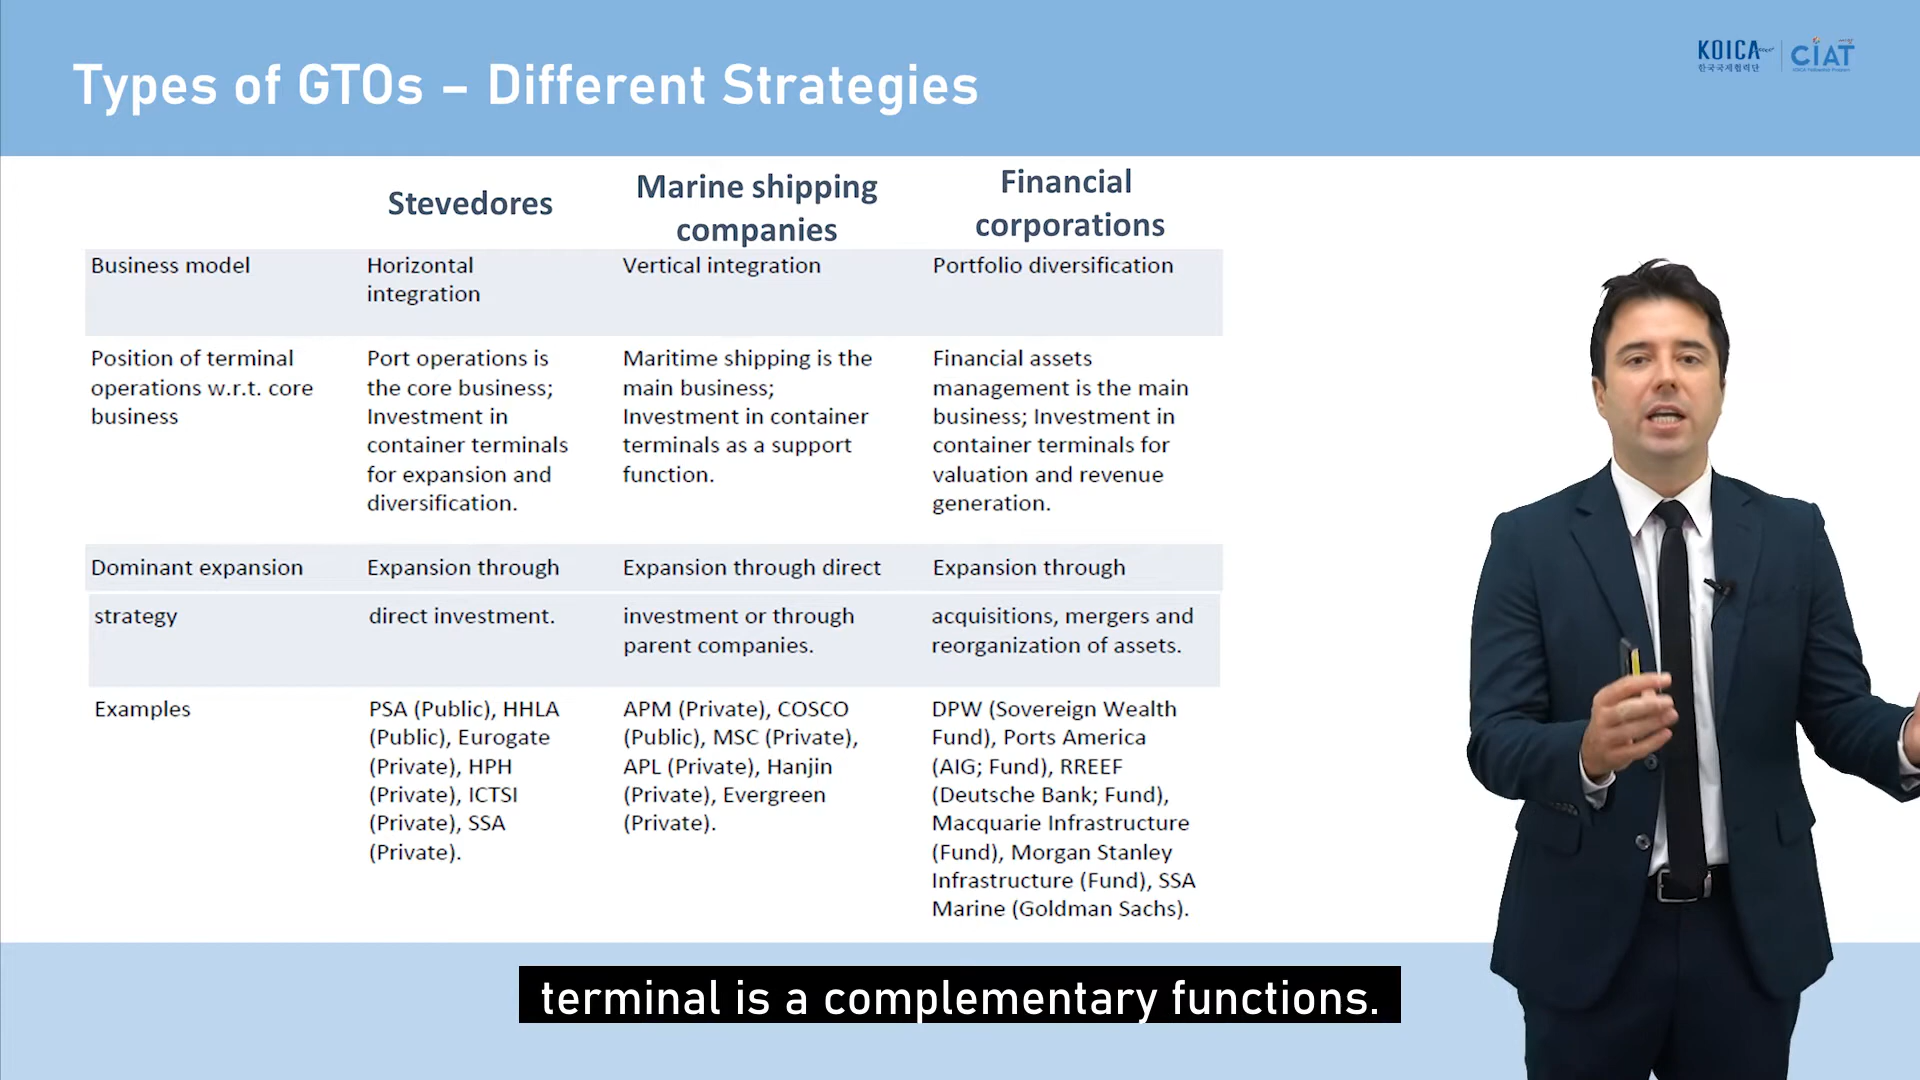 Types of GTOs – Different Strategies
KOICA
한국국제협력단
CIAT
Stevedores
Marine shipping
companies
Financial
corporations
Business model
Horizontal
integration
Vertical integration
Portfolio diversification
Position of terminal
operations w.r.t. core
business
Port operations is
the core business;
Investment in
container terminals
for expansion and
diversification.
Maritime shipping is the
main business;
Investment in container
terminals as a support
function.
Financial assets
management is the main
business; Investment in
container terminals for
valuation and revenue
generation.
Dominant expansion
strategy
Expansion through
direct investment.
Expansion through direct
investment or through
parent companies.
Expansion through
acquisitions, mergers and
reorganization of assets.
Examples
PSA (Public), HHLA
(Public), Eurogate
(Private), HPH
(Private), ICTSI
(Private), SSA
(Private).
APM (Private), COSCO
(Public), MSC (Private),
APL (Private), Hanjin
(Private), Evergreen
(Private).
DPW (Sovereign Wealth
Fund), Ports America
(AIG; Fund), RREEF
(Deutsche Bank; Fund),
Macquarie Infrastructure
(Fund), Morgan Stanley
Infrastructure (Fund), SSA
Marine (Goldman Sachs).
terminal is a complementary functions.